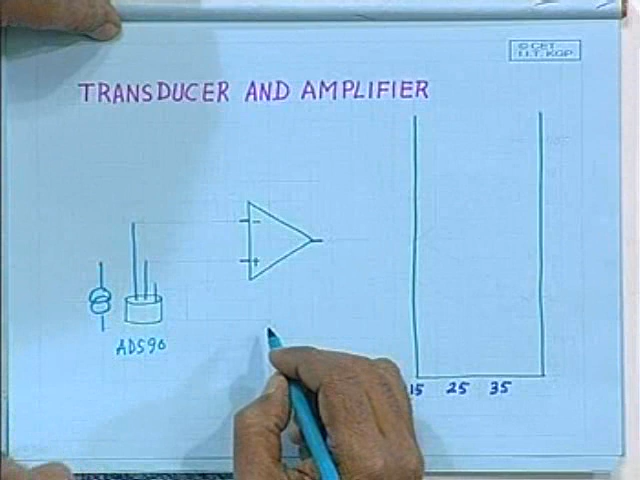 © CET
I.I.T. KGP
TRANSDUCER AND AMPLIFIER
-
+
AD590
15 25 35